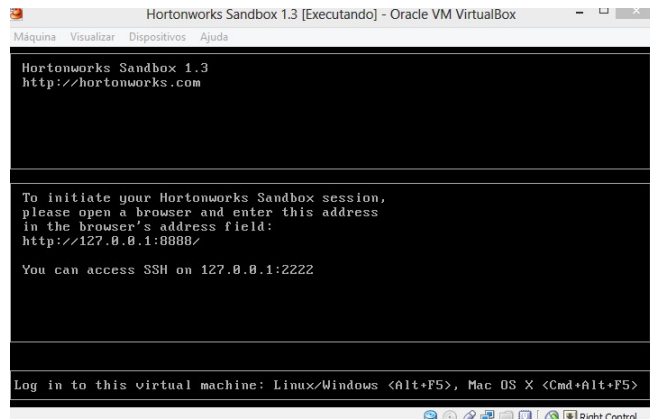 Hortonworks Sandbox 1.3 [Executando] - Oracle VM VirtualBox
Máquina Visualizar Dispositivos Ajuda
Hortonworks Sandbox 1.3
http://hortonworks.com
To initiate your Hortonworks Sandbox session,
please open a browser and enter this address
in the browser's address field:
http://127.0.0.1:8888/
You can access SSH on 127.0.0.1:2222
Log in to this virtual machine: Linux/Windows <Alt+F5>, Mac OS X <Cmd+Alt+F5>
Right Control